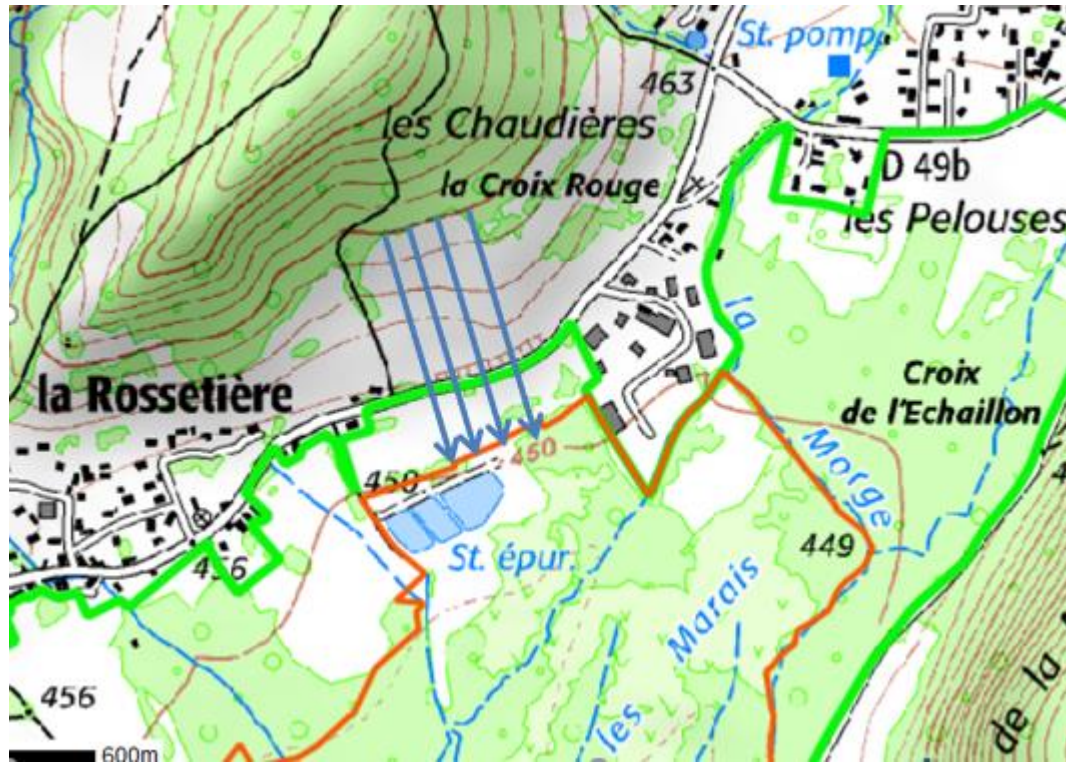 St. pomp.
463
les Chaudières
la Croix Rouge
D 49b
les Pelouses
la
Croix
de l'Echaillon
la Rossetière
Morge
450
450
449
St. épur.
456
Marais
456
les
de la
600m